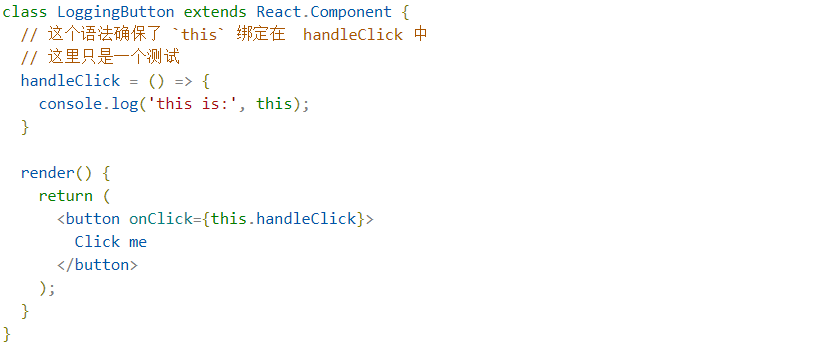 class LoggingButton extends React.Component {
  // 这个语法确保了 `this` 绑定在  handleClick 中
  // 这里只是一个测试
  handleClick = () => {
    console.log('this is:', this);
  }

  render() {
    return (
      <button onClick={this.handleClick}>
        Click me
      </button>
    );
  }
}